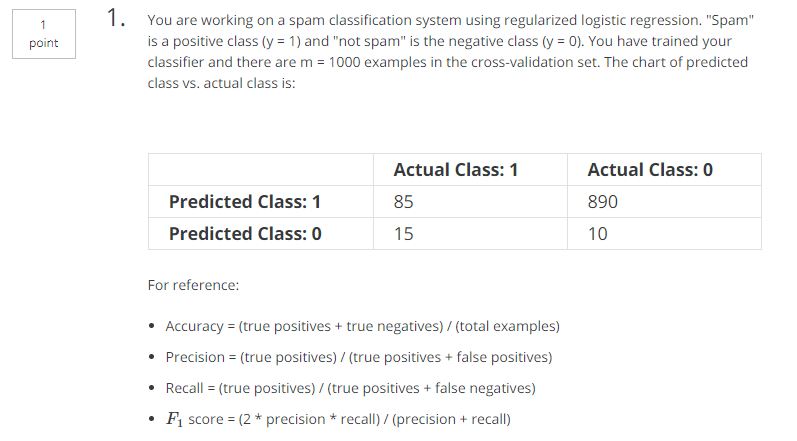 1
point
1.
You are working on a spam classification system using regularized logistic regression. "Spam"
is a positive class (y = 1) and "not spam" is the negative class (y = 0). You have trained your
classifier and there are m = 1000 examples in the cross-validation set. The chart of predicted
class vs. actual class is:
Actual Class: 1 Actual Class: 0
Predicted Class: 1 85 890
Predicted Class: 0 15 10
For reference:
• Accuracy = (true positives + true negatives) / (total examples)
• Precision = (true positives) / (true positives + false positives)
• Recall = (true positives) / (true positives + false negatives)
• F₁ score = (2 * precision * recall) / (precision + recall)